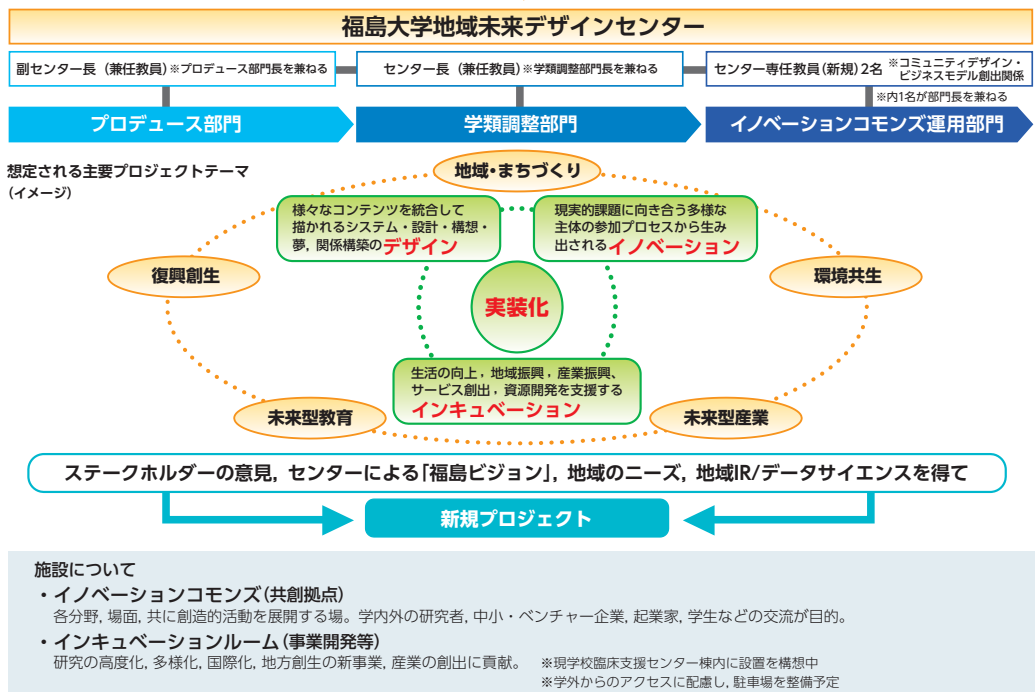 福島大学地域未来デザインセンター
副センター長（兼任教員）※プロデュース部門長を兼ねる
センター長（兼任教員）※学類調整部門長を兼ねる
センター専任教員（新規）2名 ※コミュニティデザイン・
ビジネスモデル創出関係
※内1名が部門長を兼ねる
プロデュース部門
学類調整部門
イノベーションコモンズ運用部門
想定される主要プロジェクトテーマ
（イメージ）
地域・まちづくり
様々なコンテンツを統合して
描かれるシステム・設計・構想・
夢，関係構築のデザイン
現実的課題に向き合う多様な
主体の参加プロセスから生み
出されるイノベーション
復興創生
環境共生
実装化
生活の向上，地域振興，産業振興、
サービス創出，資源開発を支援する
インキュベーション
未来型教育
未来型産業
ステークホルダーの意見，センターによる「福島ビジョン」，地域のニーズ，地域IR/データサイエンスを得て
新規プロジェクト
施設について
・イノベーションコモンズ（共創拠点）
各分野，場面，共に創造的活動を展開する場。学内外の研究者，中小・ベンチャー企業，起業家，学生などの交流が目的。
・インキュベーションルーム（事業開発等）
研究の高度化，多様化，国際化，地方創生の新事業，産業の創出に貢献。 ※現学校臨床支援センター棟内に設置を構想中
※学外からのアクセスに配慮し，駐車場を整備予定